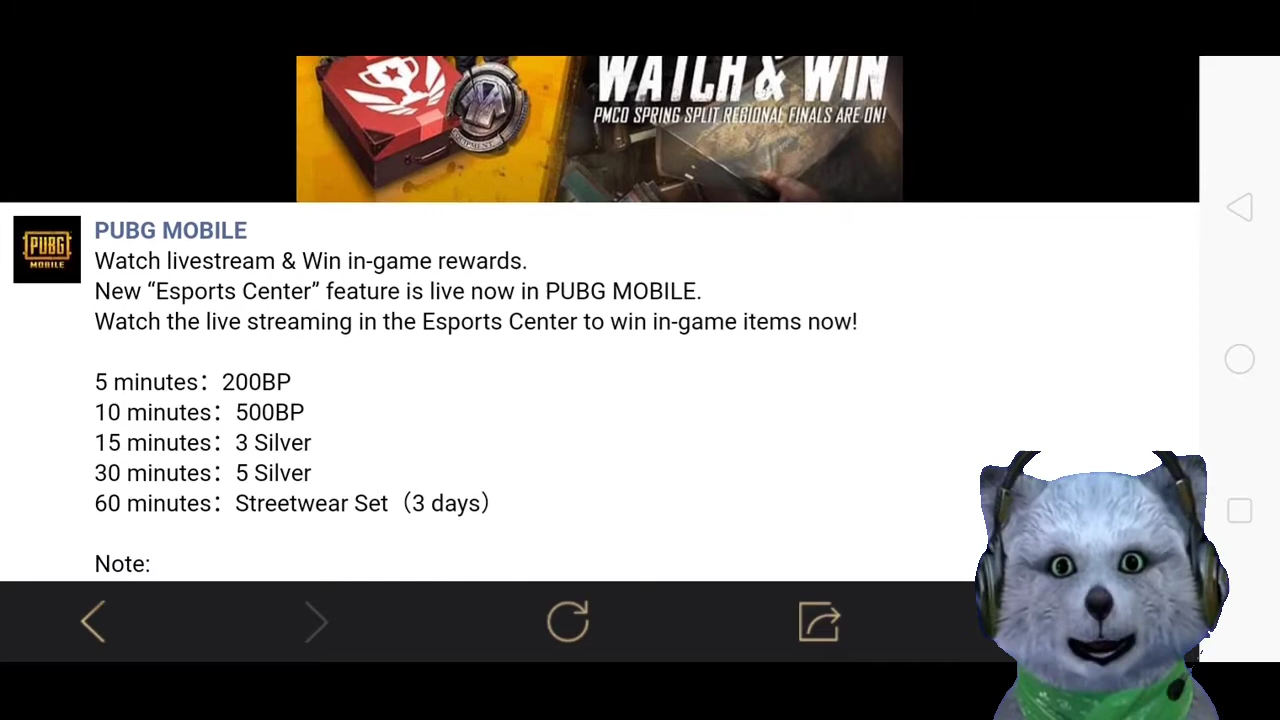 WATCH & WIN
PMCO SPRING SPLIT REGIONAL FINALS ARE ON!
PUBG
MOBILE
PUBG MOBILE
Watch livestream & Win in-game rewards.
New “Esports Center” feature is live now in PUBG MOBILE.
Watch the live streaming in the Esports Center to win in-game items now!
5 minutes：200BP
10 minutes：500BP
15 minutes：3 Silver
30 minutes：5 Silver
60 minutes：Streetwear Set（3 days）
Note: